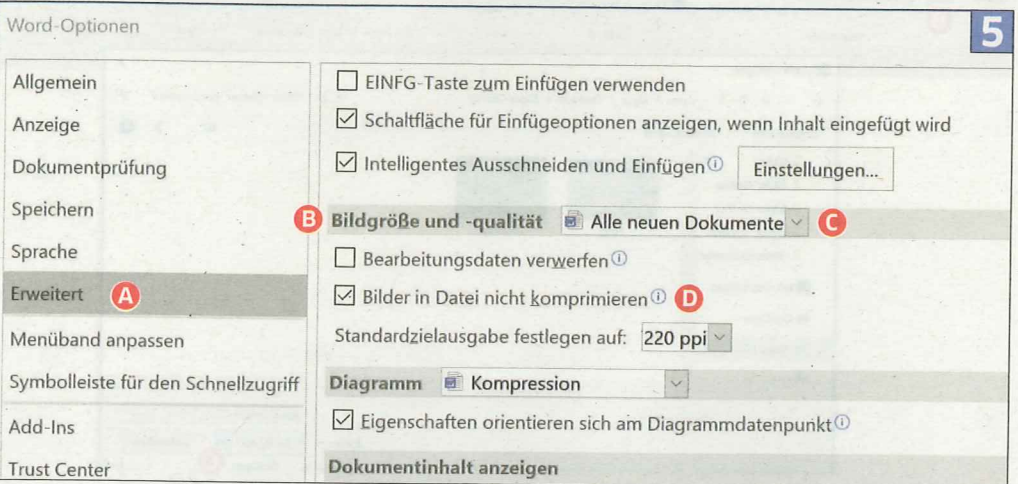 Word-Optionen
5
Allgemein
Anzeige
Dokumentprüfung
Speichern
Sprache
Erweitert A
Menüband anpassen
Symbolleiste für den Schnellzugriff
Add-Ins
Trust Center
EINFG-Taste zum Einfügen verwenden
Schaltfläche für Einfügeoptionen anzeigen, wenn Inhalt eingefügt wird
Intelligentes Ausschneiden und Einfügen Einstellungen...
B Bildgröße und -qualität Alle neuen Dokumente C
Bearbeitungsdaten verwerfen
Bilder in Datei nicht komprimieren D
Standardzielausgabe festlegen auf: 220 ppi
Diagramm Kompression
Eigenschaften orientieren sich am Diagrammdatenpunkt
Dokumentinhalt anzeigen